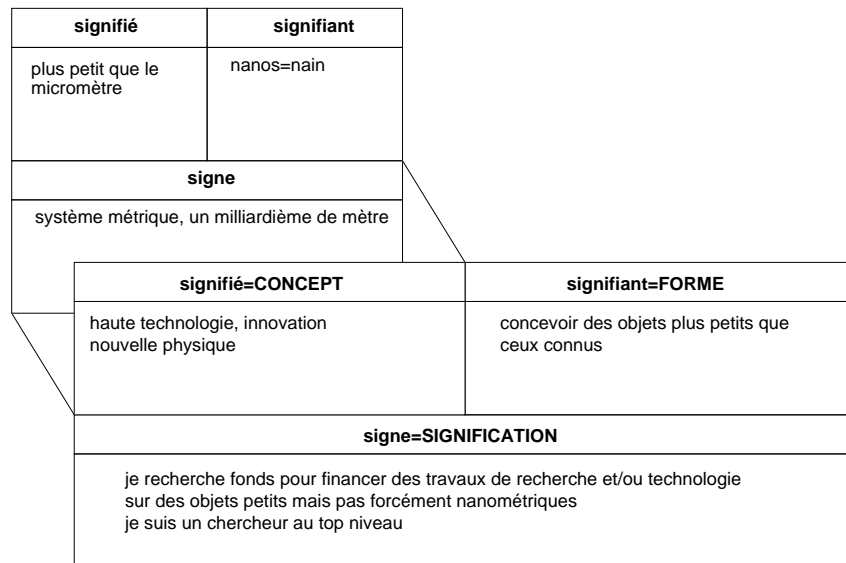 signifié
signifiant
plus petit que le
micromètre
nanos=nain
signe
système métrique, un milliardième de mètre
signifié=CONCEPT
signifiant=FORME
haute technologie, innovation
nouvelle physique
concevoir des objets plus petits que
ceux connus
signe=SIGNIFICATION
je recherche fonds pour financer des travaux de recherche et/ou technologie
sur des objets petits mais pas forcément nanométriques
je suis un chercheur au top niveau